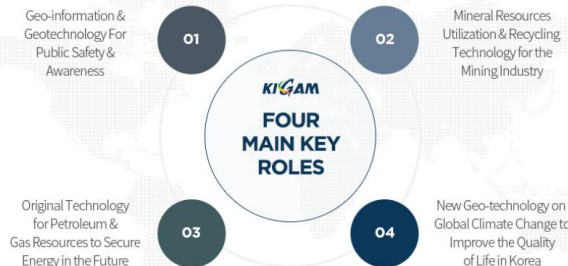 Geo-information &
Geotechnology For
Public Safety &
Awareness
01
02
Mineral Resources
Utilization & Recycling
Technology for the
Mining Industry
KIGAM
FOUR
MAIN KEY
ROLES
Original Technology
for Petroleum &
Gas Resources to Secure
Energy in the Future
03
04
New Geo-technology on
Global Climate Change to
Improve the Quality
of Life in Korea